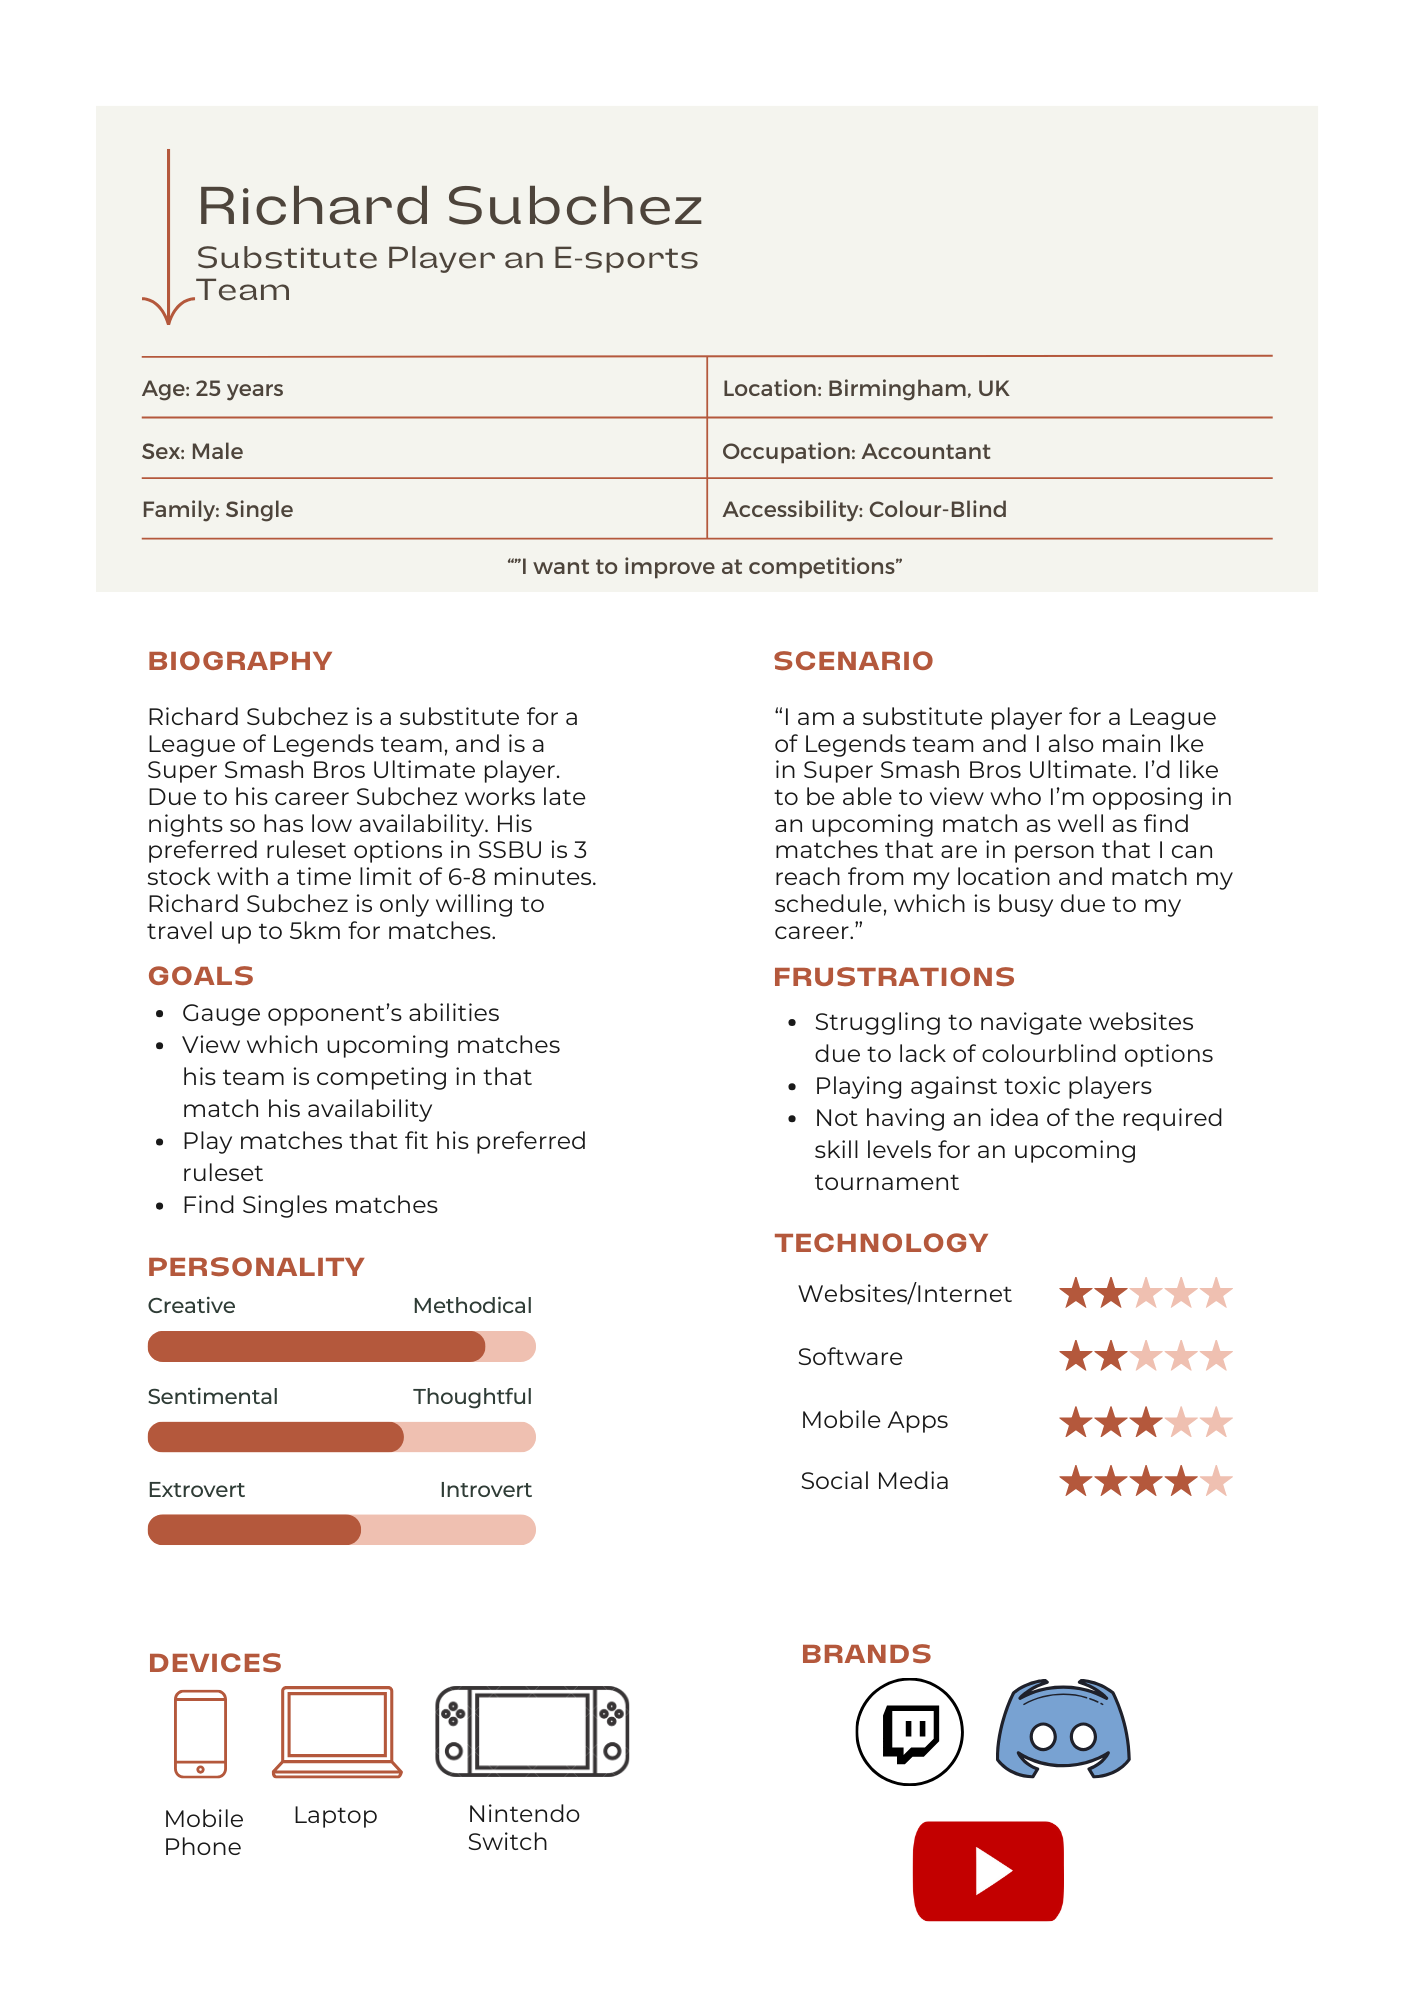 Richard Subchez
Substitute Player an E-sports
Team
Age: 25 years
Location: Birmingham, UK
Sex: Male
Occupation: Accountant
Family: Single
Accessibility: Colour-Blind
“”I want to improve at competitions”
BIOGRAPHY
Richard Subchez is a substitute for a
League of Legends team, and is a
Super Smash Bros Ultimate player.
Due to his career Subchez works late
nights so has low availability. His
preferred ruleset options in SSBU is 3
stock with a time limit of 6-8 minutes.
Richard Subchez is only willing to
travel up to 5km for matches.
SCENARIO
“I am a substitute player for a League
of Legends team and I also main Ike
in Super Smash Bros Ultimate. I’d like
to be able to view who I’m opposing in
an upcoming match as well as find
matches that are in person that I can
reach from my location and match my
schedule, which is busy due to my
career.”
GOALS
• Gauge opponent’s abilities
• View which upcoming matches
his team is competing in that
match his availability
• Play matches that fit his preferred
ruleset
• Find Singles matches
FRUSTRATIONS
• Struggling to navigate websites
due to lack of colourblind options
• Playing against toxic players
• Not having an idea of the required
skill levels for an upcoming
tournament
PERSONALITY
Creative Methodical
Sentimental Thoughtful
Extrovert Introvert
TECHNOLOGY
Websites/Internet
Software
Mobile Apps
Social Media
DEVICES
Mobile
Phone
Laptop
Nintendo
Switch
BRANDS